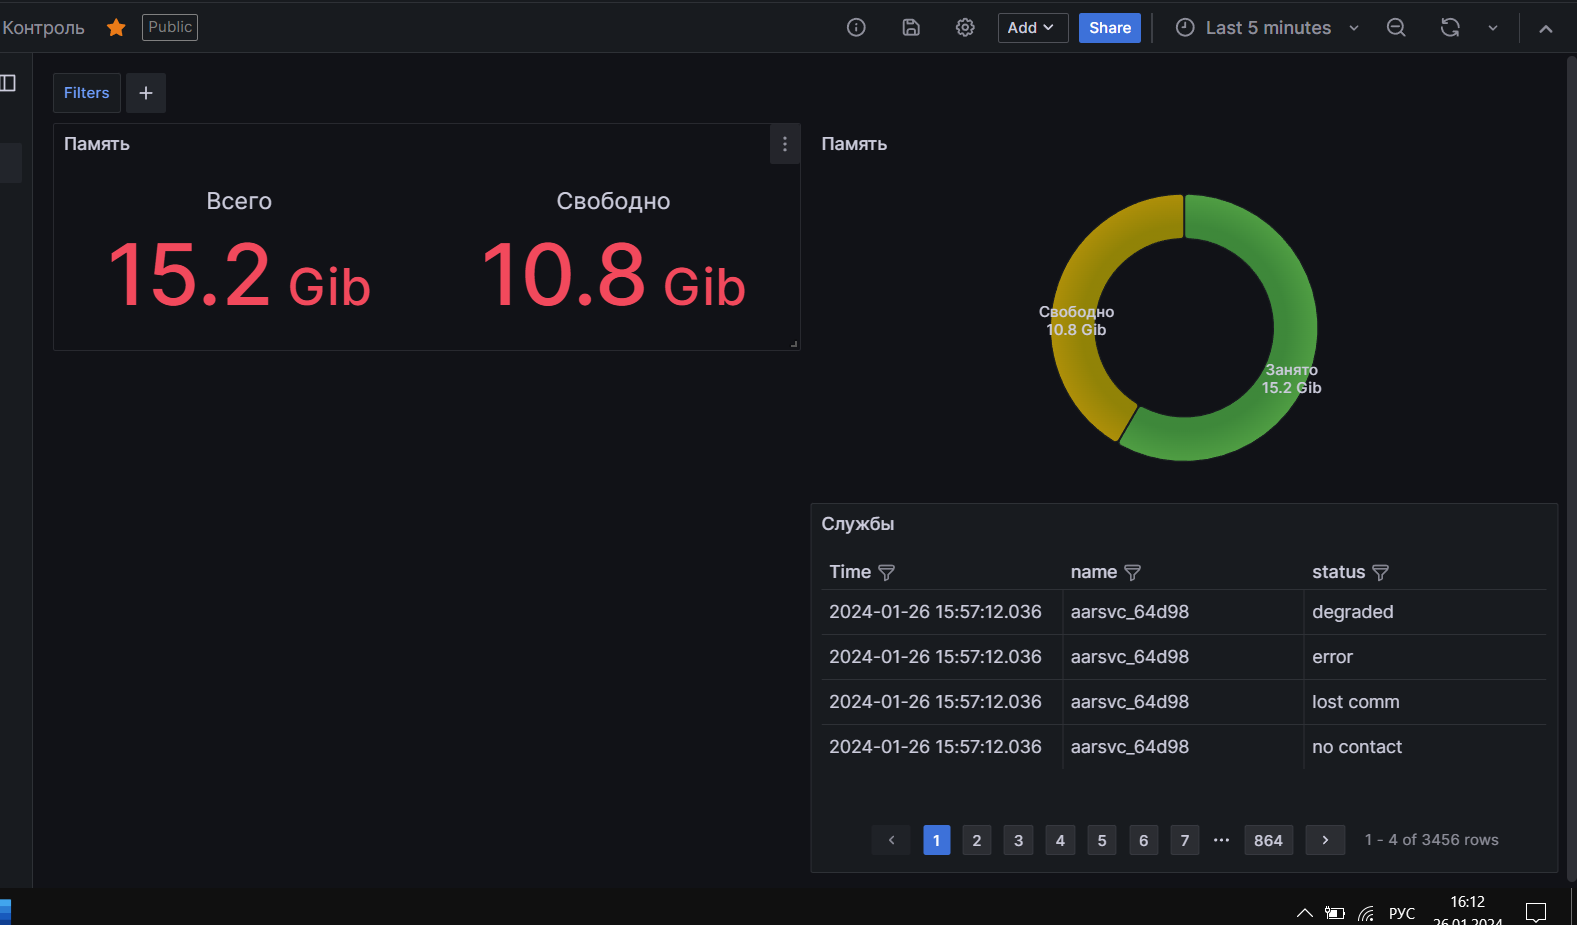 Контроль
Public
Add
Share
Last 5 minutes
Filters
+
Память
Всего
Свободно
15.2 Gib
10.8 Gib
Память
Свободно
10.8 Gib
Занято
15.2 Gib
Службы
Time name status
2024-01-26 15:57:12.036 aarsvc_64d98 degraded
2024-01-26 15:57:12.036 aarsvc_64d98 error
2024-01-26 15:57:12.036 aarsvc_64d98 lost comm
2024-01-26 15:57:12.036 aarsvc_64d98 no contact
1 2 3 4 5 6 7 ... 864 1 - 4 of 3456 rows
РУС
16:12
26.01.2024